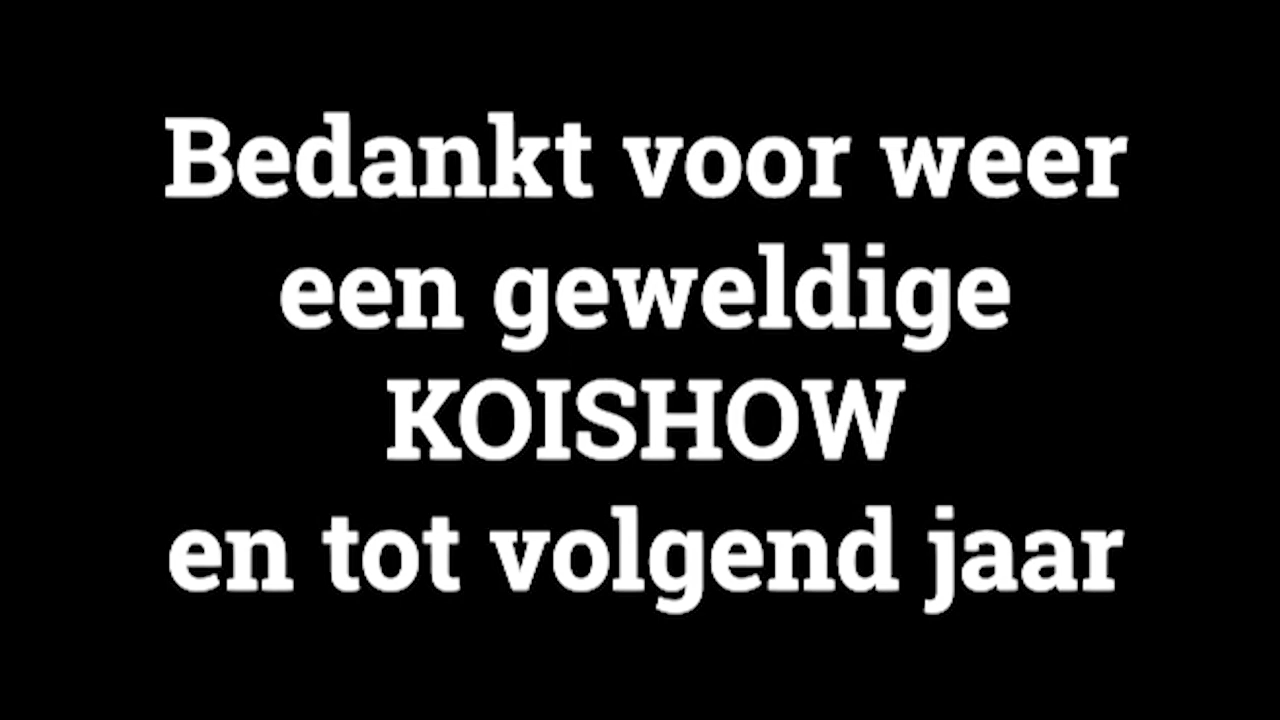 Bedankt voor weer
een geweldige
KOISHOW
en tot volgend jaar